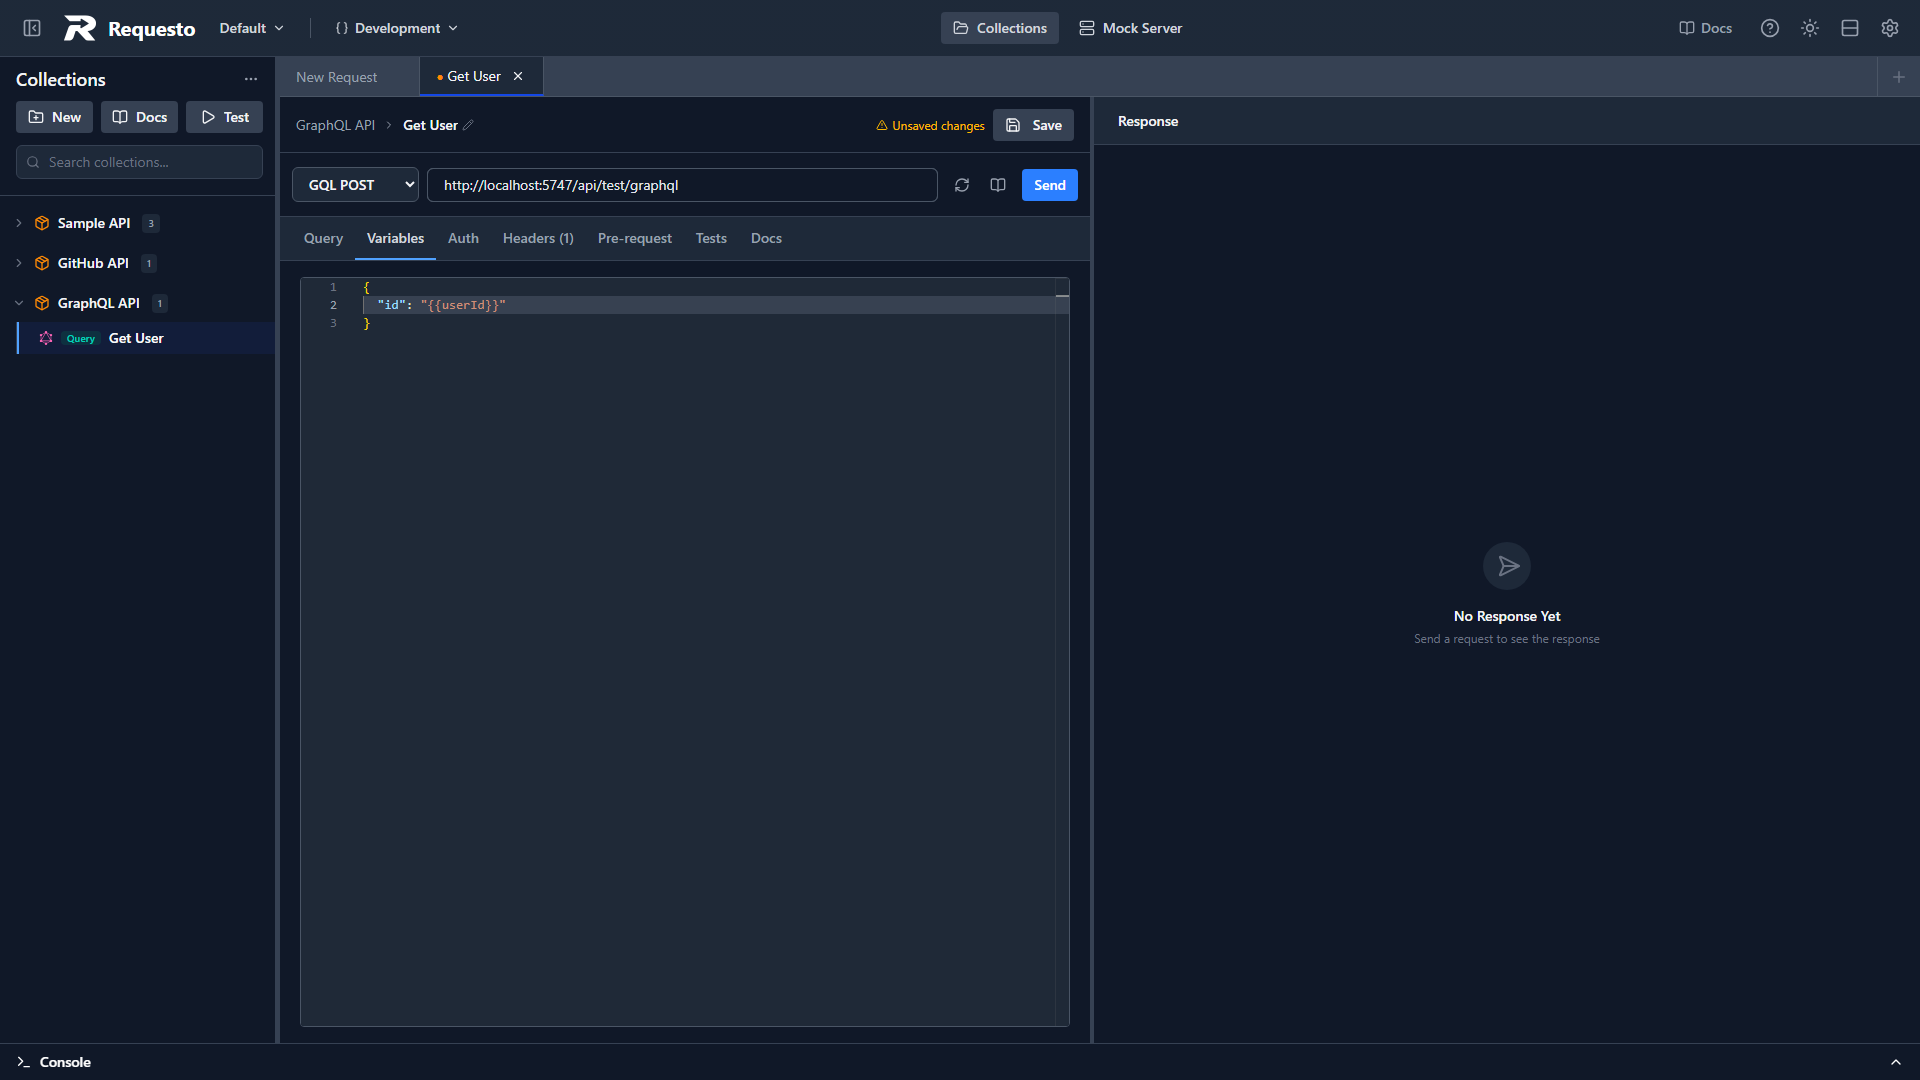 Requesto
Default
{ } Development
Collections
Mock Server
Docs
Collections
New
Docs
Test
Search collections...
Sample API 3
GitHub API 1
GraphQL API 1
Query Get User
New Request
Get User
GraphQL API > Get User
Unsaved changes
Save
GQL POST
http://localhost:5747/api/test/graphql
Send
Query
Variables
Auth
Headers (1)
Pre-request
Tests
Docs
1 {
2 "id": "{{userId}}"
3 }
Response
No Response Yet
Send a request to see the response
Console